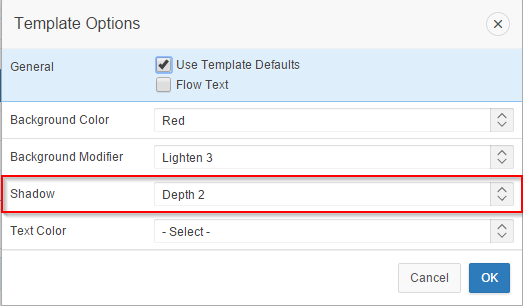 Template Options
General
Use Template Defaults
Flow Text
Background Color Red
Background Modifier Lighten 3
Shadow Depth 2
Text Color - Select -
Cancel OK